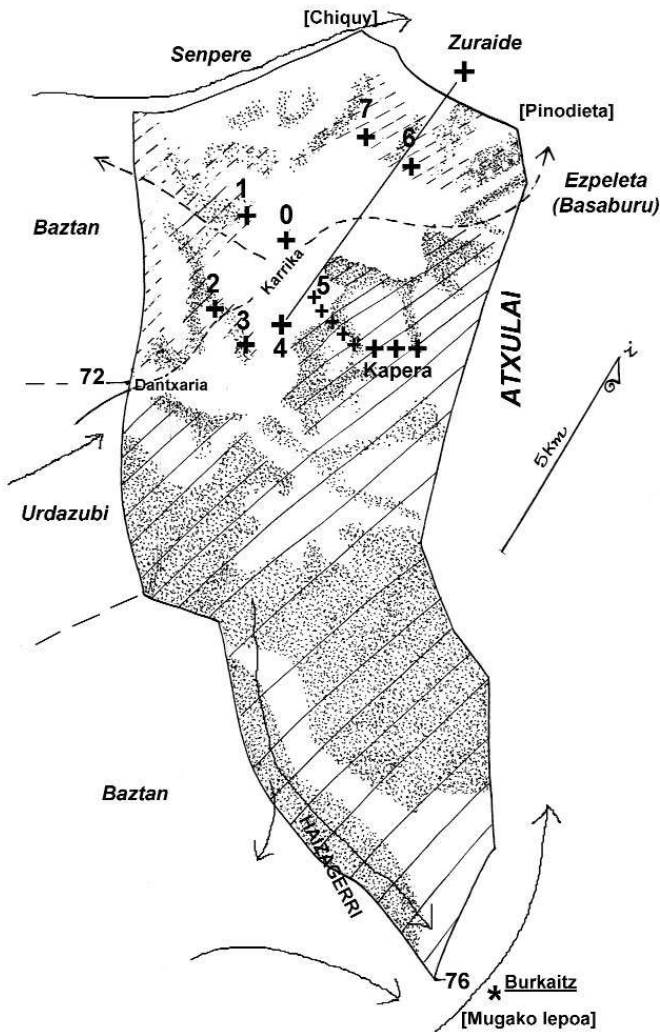 [Chiquy]
Zuraide
Senpere
7
[Pinodieta]
6
1
Ezpeleta
(Basaburu)
0
Baztan
Karrika
5
2
3
4
ATXULAI
Kapera
72
Dantxaria
5km
Urdazubi
Baztan
HAIZAGERRI
76
Burkaitz
*
[Mugako lepoa]